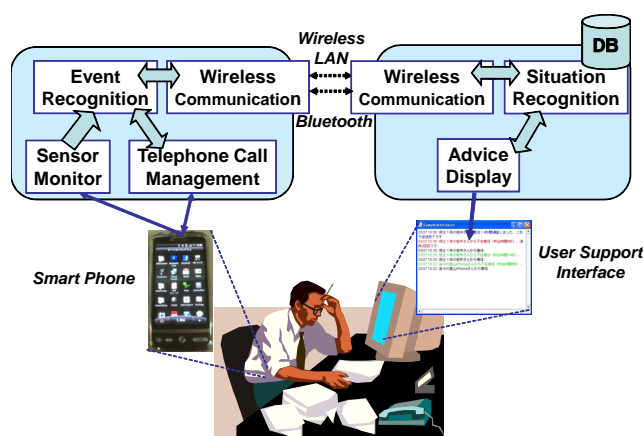 Wireless
LAN
DB
Event
Recognition
Wireless
Communication
Wireless
Communication
Situation
Recognition
Bluetooth
Sensor
Monitor
Telephone Call
Management
Advice
Display
Smart Phone
User Support
Interface